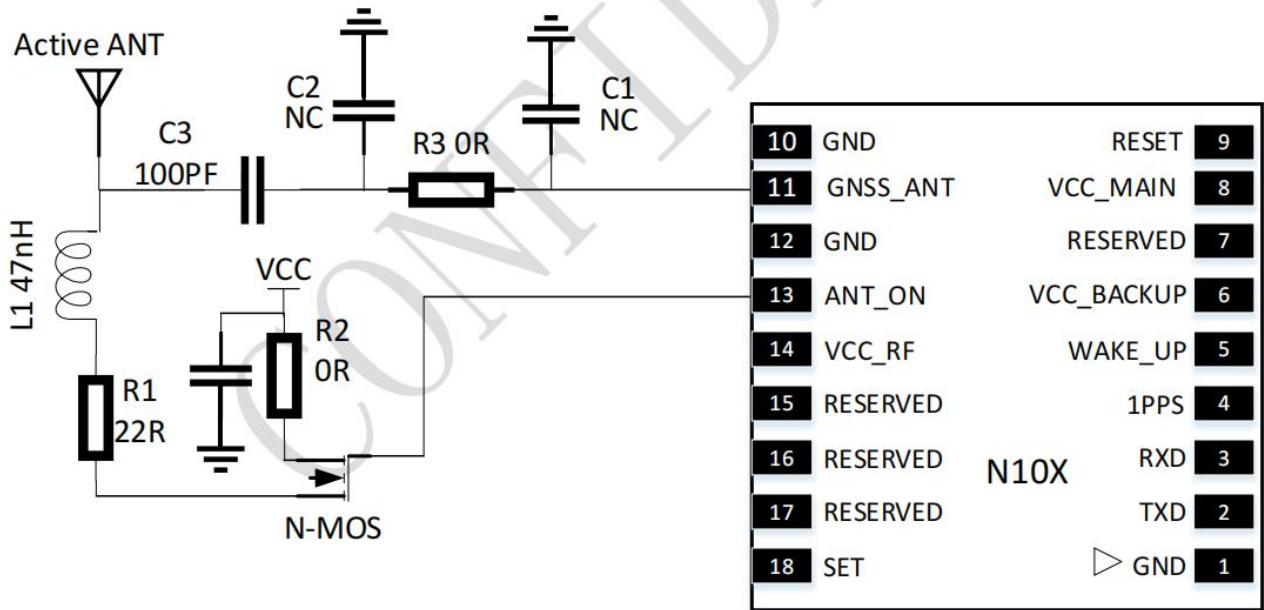 CONFID
Active ANT
C3
100PF
C2
NC
R3 0R
C1
NC
L1 47nH
R1
22R
VCC
R2
0R
N-MOS
10 GND
11 GNSS_ANT
12 GND
13 ANT_ON
14 VCC_RF
15 RESERVED
16 RESERVED
17 RESERVED
18 SET
N10X
RESET 9
VCC_MAIN 8
RESERVED 7
VCC_BACKUP 6
WAKE_UP 5
1PPS 4
RXD 3
TXD 2
GND 1